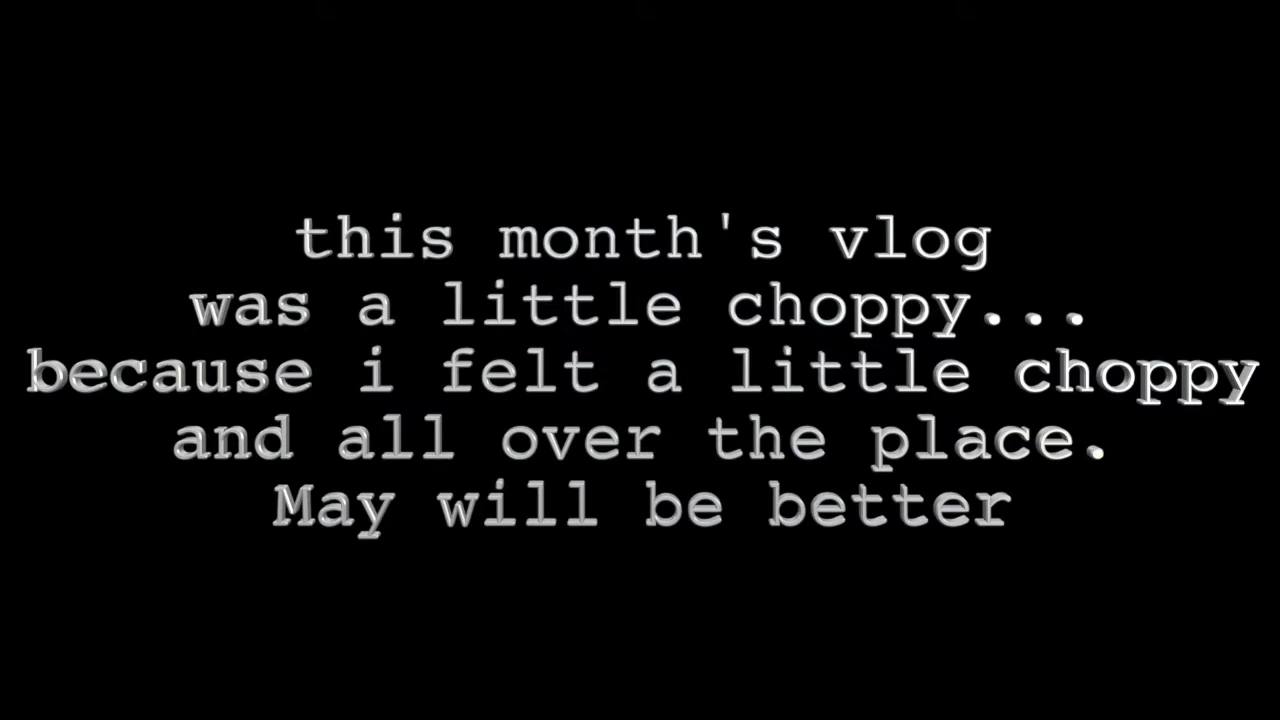 this month's vlog
was a little choppy...
because i felt a little choppy
and all over the place.
May will be better